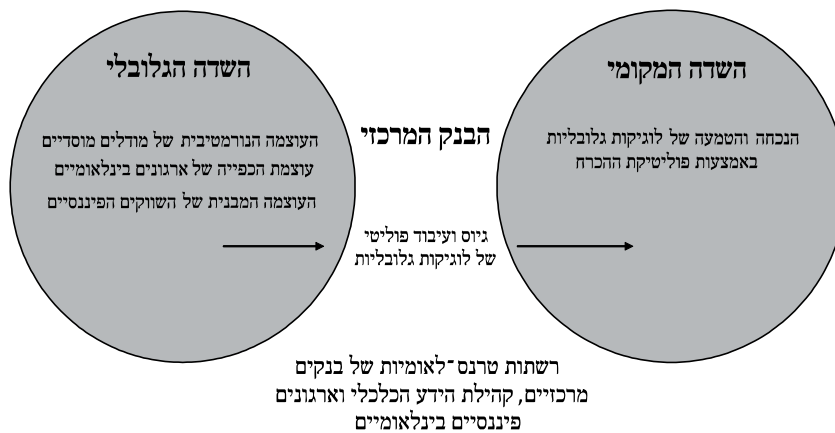 השדה המקומי
הנכחה והטמעה של לוגיקות גלובליות
באמצעות פוליטיקת ההכרח
הבנק המרכזי
גיוס ועיבוד פוליטי
של לוגיקות גלובליות
השדה הגלובלי
העוצמה הנורמטיבית של מודלים מוסדיים
עוצמת הכפייה של ארגונים בינלאומיים
העוצמה המבנית של השווקים הפיננסיים
רשתות טרנס־לאומיות של בנקים
מרכזיים, קהילת הידע הכלכלי וארגונים
פיננסיים בינלאומיים